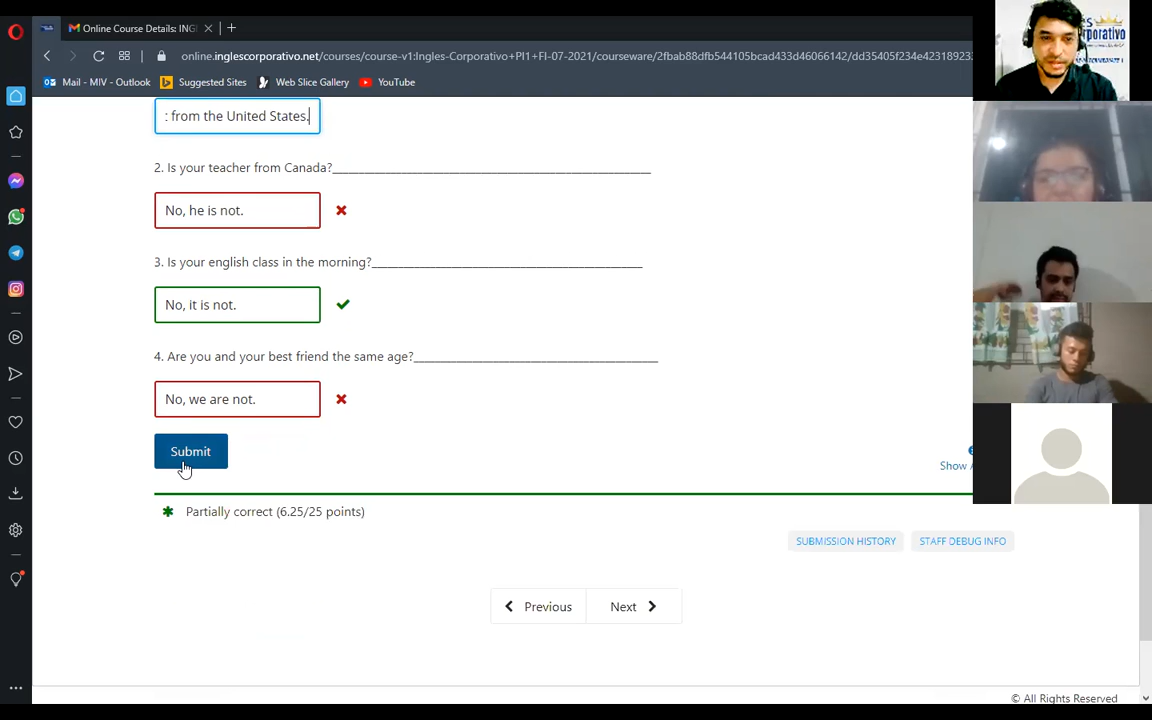 Online Course Details: ING
online.inglescorporativo.net/courses/course-v1:Ingles-Corporativo+PI1+FI-07-2021/courseware/2fbab88dfb544105bcad433d46066142/dd35405f234e42318923
Mail - MIV - Outlook
Suggested Sites
Web Slice Gallery
YouTube
: from the United States.
2. Is your teacher from Canada?
No, he is not.
3. Is your english class in the morning?
No, it is not.
4. Are you and your best friend the same age?
No, we are not.
Submit
Show
Partially correct (6.25/25 points)
SUBMISSION HISTORY
STAFF DEBUG INFO
Previous
Next
© All Rights Reserved